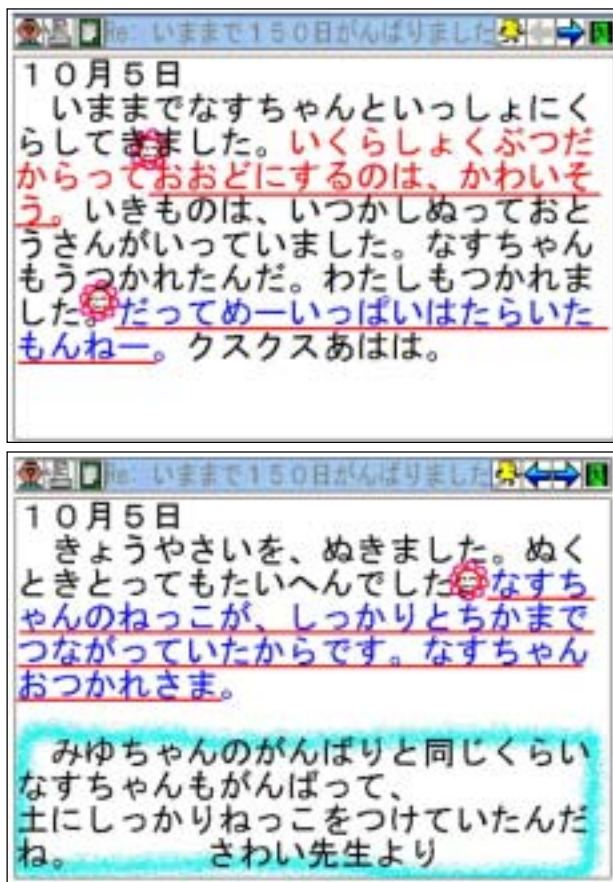 Re: いままで150日がんばりました
10月5日
いままでなすちゃんといっしょにく
らしてきました。いくらしょくぶつだ
からっておおどにするのは、かわいそ
う。いきものは、いつかしぬっておと
うさんがいっていました。なすちゃん
もうつかれたんだ。わたしもつかれま
した。だってめーいっぱいはたらいた
もんねー。クスクスあはは。
Re: いままで150日がんばりました
10月5日
きょうやさいを、ぬきました。ぬく
ときとってもたいへんでした。なすち
ゃんのねっこが、しっかりとちかまで
つながっていたからです。なすちゃん
おつかれさま。
みゆちゃんのがんばりと同じくらい
なすちゃんもがんばって、
土にしっかりねっこをつけていたんだ
ね。 さわい先生より